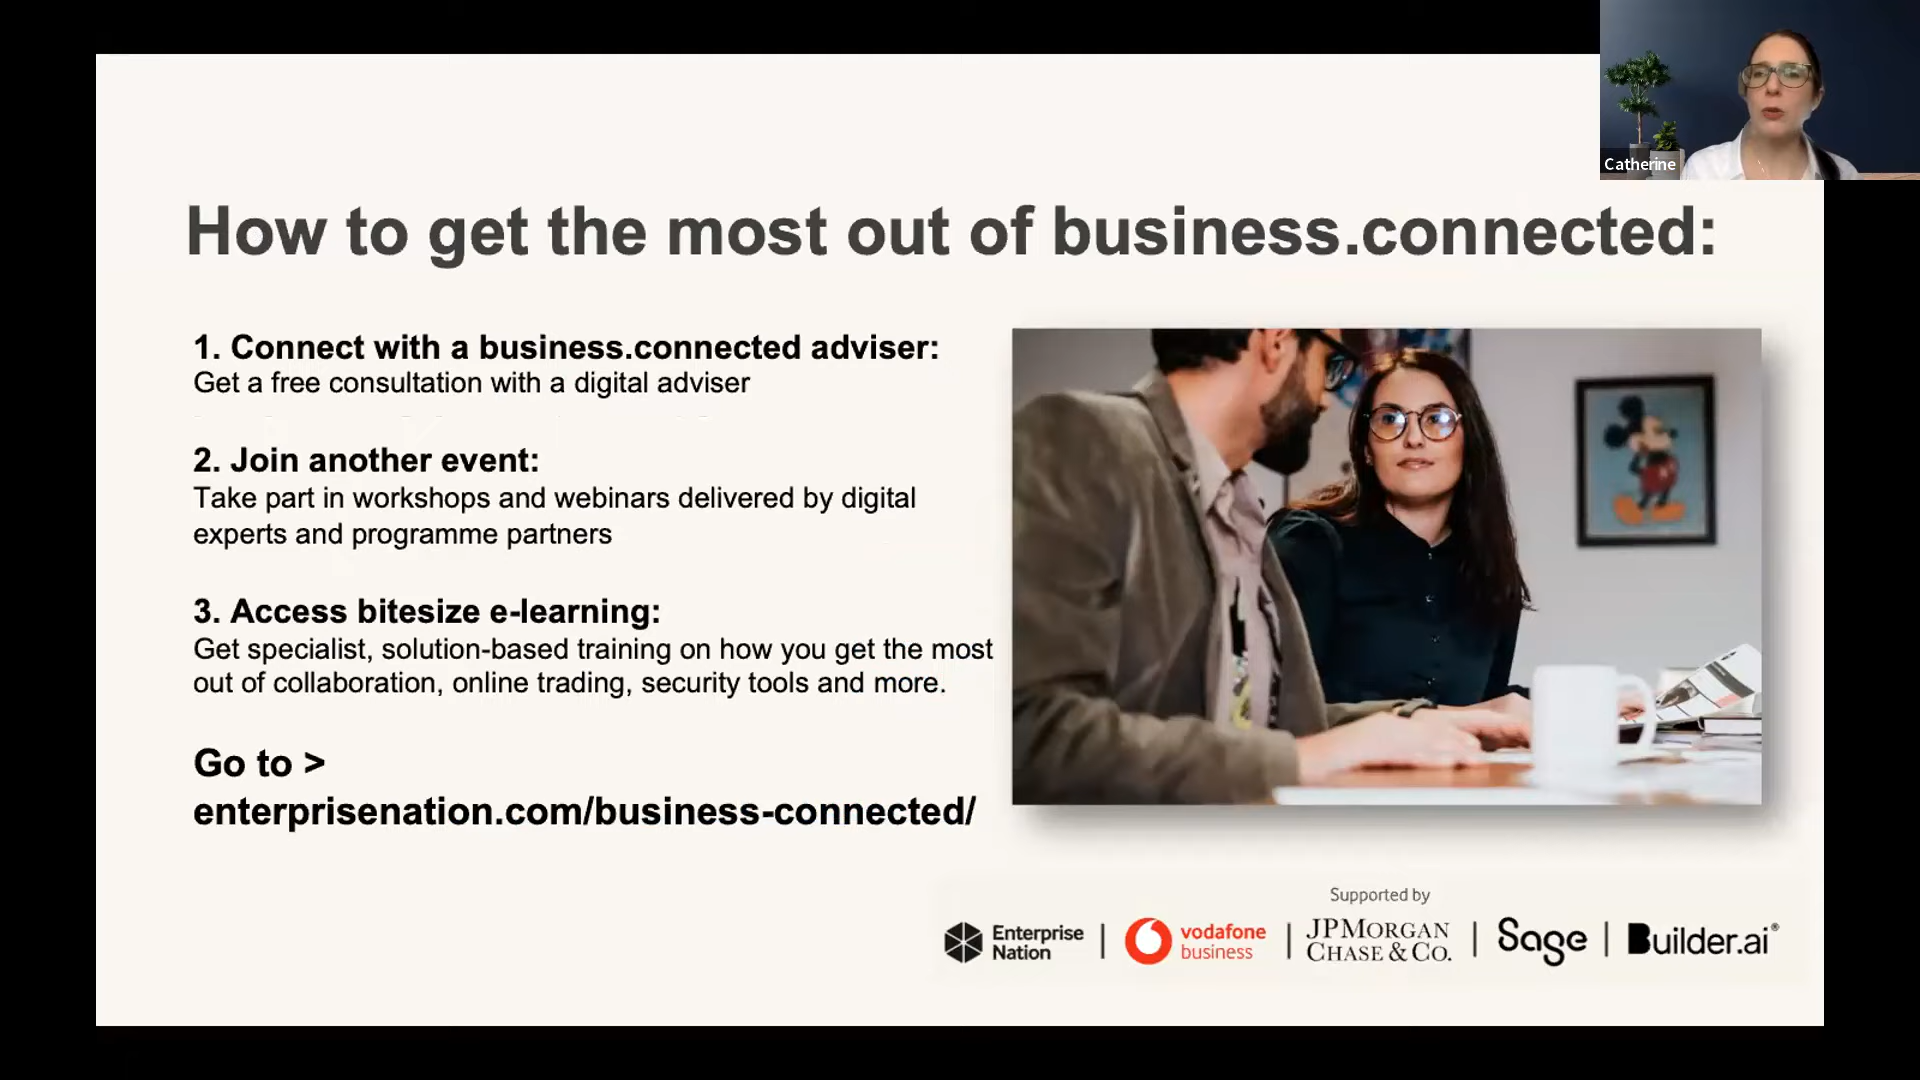 Catherine
How to get the most out of business.connected:
1. Connect with a business.connected adviser:
Get a free consultation with a digital adviser
2. Join another event:
Take part in workshops and webinars delivered by digital
experts and programme partners
3. Access bitesize e-learning:
Get specialist, solution-based training on how you get the most
out of collaboration, online trading, security tools and more.
Go to >
enterprisenation.com/business-connected/
Supported by
Enterprise
Nation
vodafone
business
JPMORGAN
CHASE & CO.
Sage
Builder.ai®